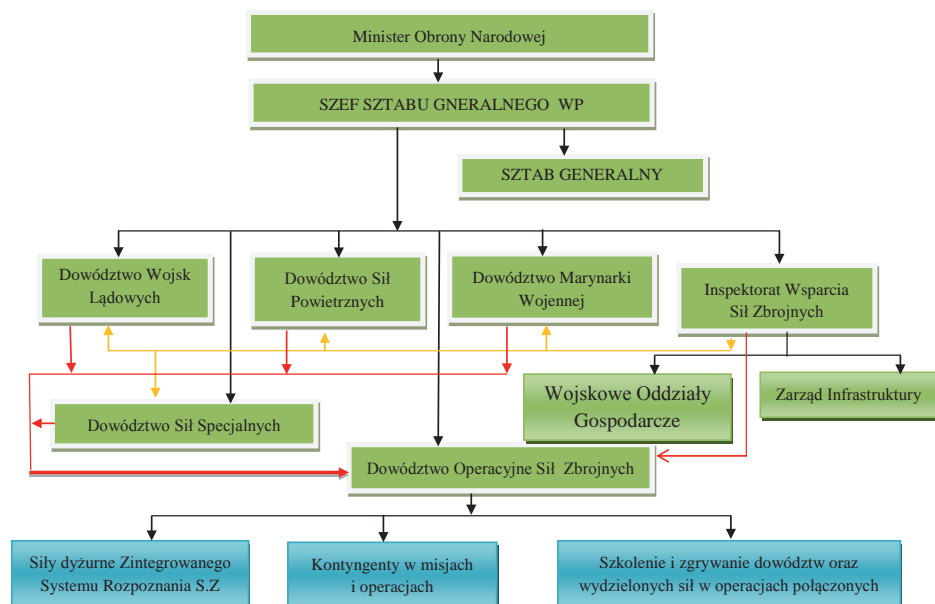 Minister Obrony Narodowej
SZEF SZTABU GNERALNEGO WP
SZTAB GENERALNY
Dowództwo Wojsk
Lądowych
Dowództwo Sił
Powietrznych
Dowództwo Marynarki
Wojennej
Inspektorat Wsparcia
Sił Zbrojnych
Wojskowe Oddziały
Gospodarcze
Zarząd Infrastruktury
Dowództwo Sił Specjalnych
Dowództwo Operacyjne Sił Zbrojnych
Siły dyżurne Zintegrowanego
Systemu Rozpoznania S.Z
Kontyngenty w misjach
i operacjach
Szkolenie i zgrywanie dowództw oraz
wydzielonych sił w operacjach połączonych